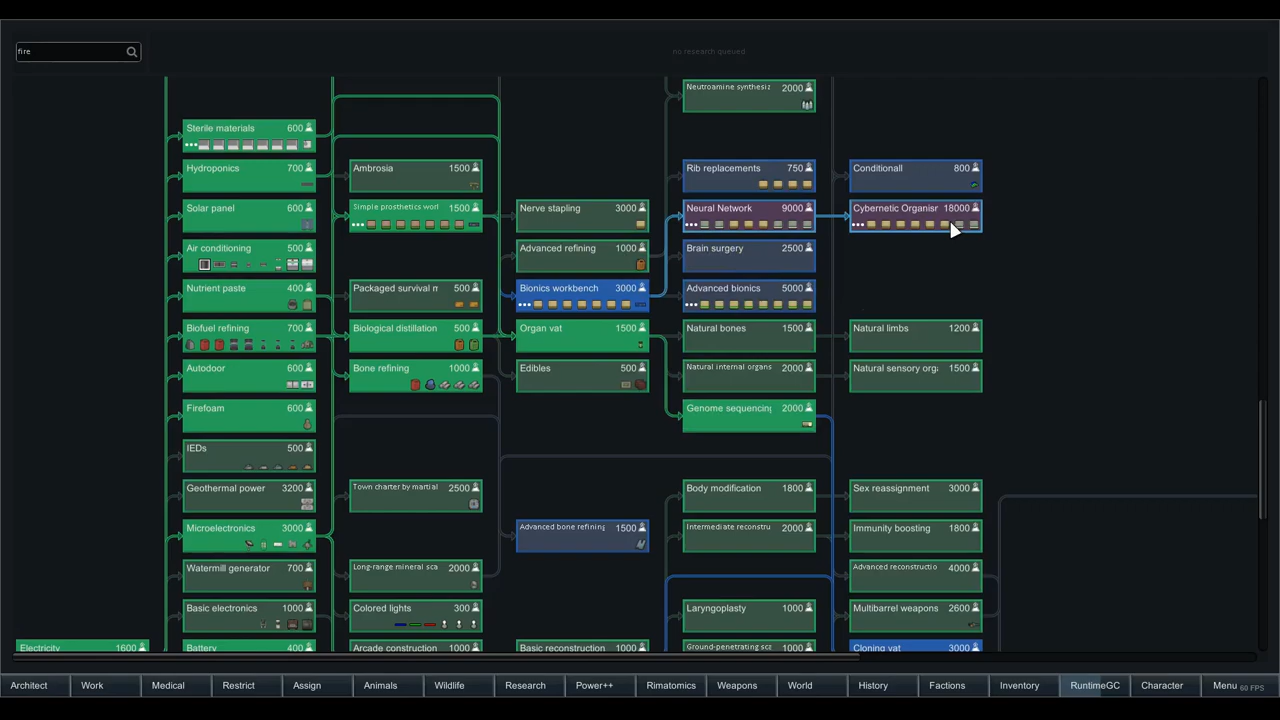 fire
no research queued
Neutroamine synthesis 2000
Sterile materials 600
Hydroponics 700
Ambrosia 1500
Rib replacements 750
Conditionall 800
Solar panel 600
Simple prosthetics worl 1500
Nerve stapling 3000
Neural Network 9000
Cybernetic Organisr 18000
Air conditioning 500
Advanced refining 1000
Brain surgery 2500
Nutrient paste 400
Packaged survival m 500
Bionics workbench 3000
Advanced bionics 5000
Biofuel refining 700
Biological distillation 500
Organ vat 1500
Natural bones 1500
Natural limbs 1200
Autodoor 600
Bone refining 1000
Edibles 500
Natural internal organs 2000
Natural sensory org 1500
Firefoam 600
Genome sequencing 2000
IEDs 500
Geothermal power 3200
Town charter by martial 2500
Body modification 1800
Sex reassignment 3000
Microelectronics 3000
Advanced bone refining 1500
Intermediate reconstru 2000
Immunity boosting 1800
Watermill generator 700
Long-range mineral sca 2000
Advanced reconstructio 4000
Basic electronics 1000
Colored lights 300
Laryngoplasty 1000
Multibarrel weapons 2600
Electricity 1600
Battery 400
Arcade construction 1000
Basic reconstruction 1000
Ground-penetrating sca 1000
Cloning vat 3000
Architect Work Medical Restrict Assign Animals Wildlife Research Power++ Rimatomics Weapons World History Factions Inventory RuntimeGC Character Menu 60 FPS